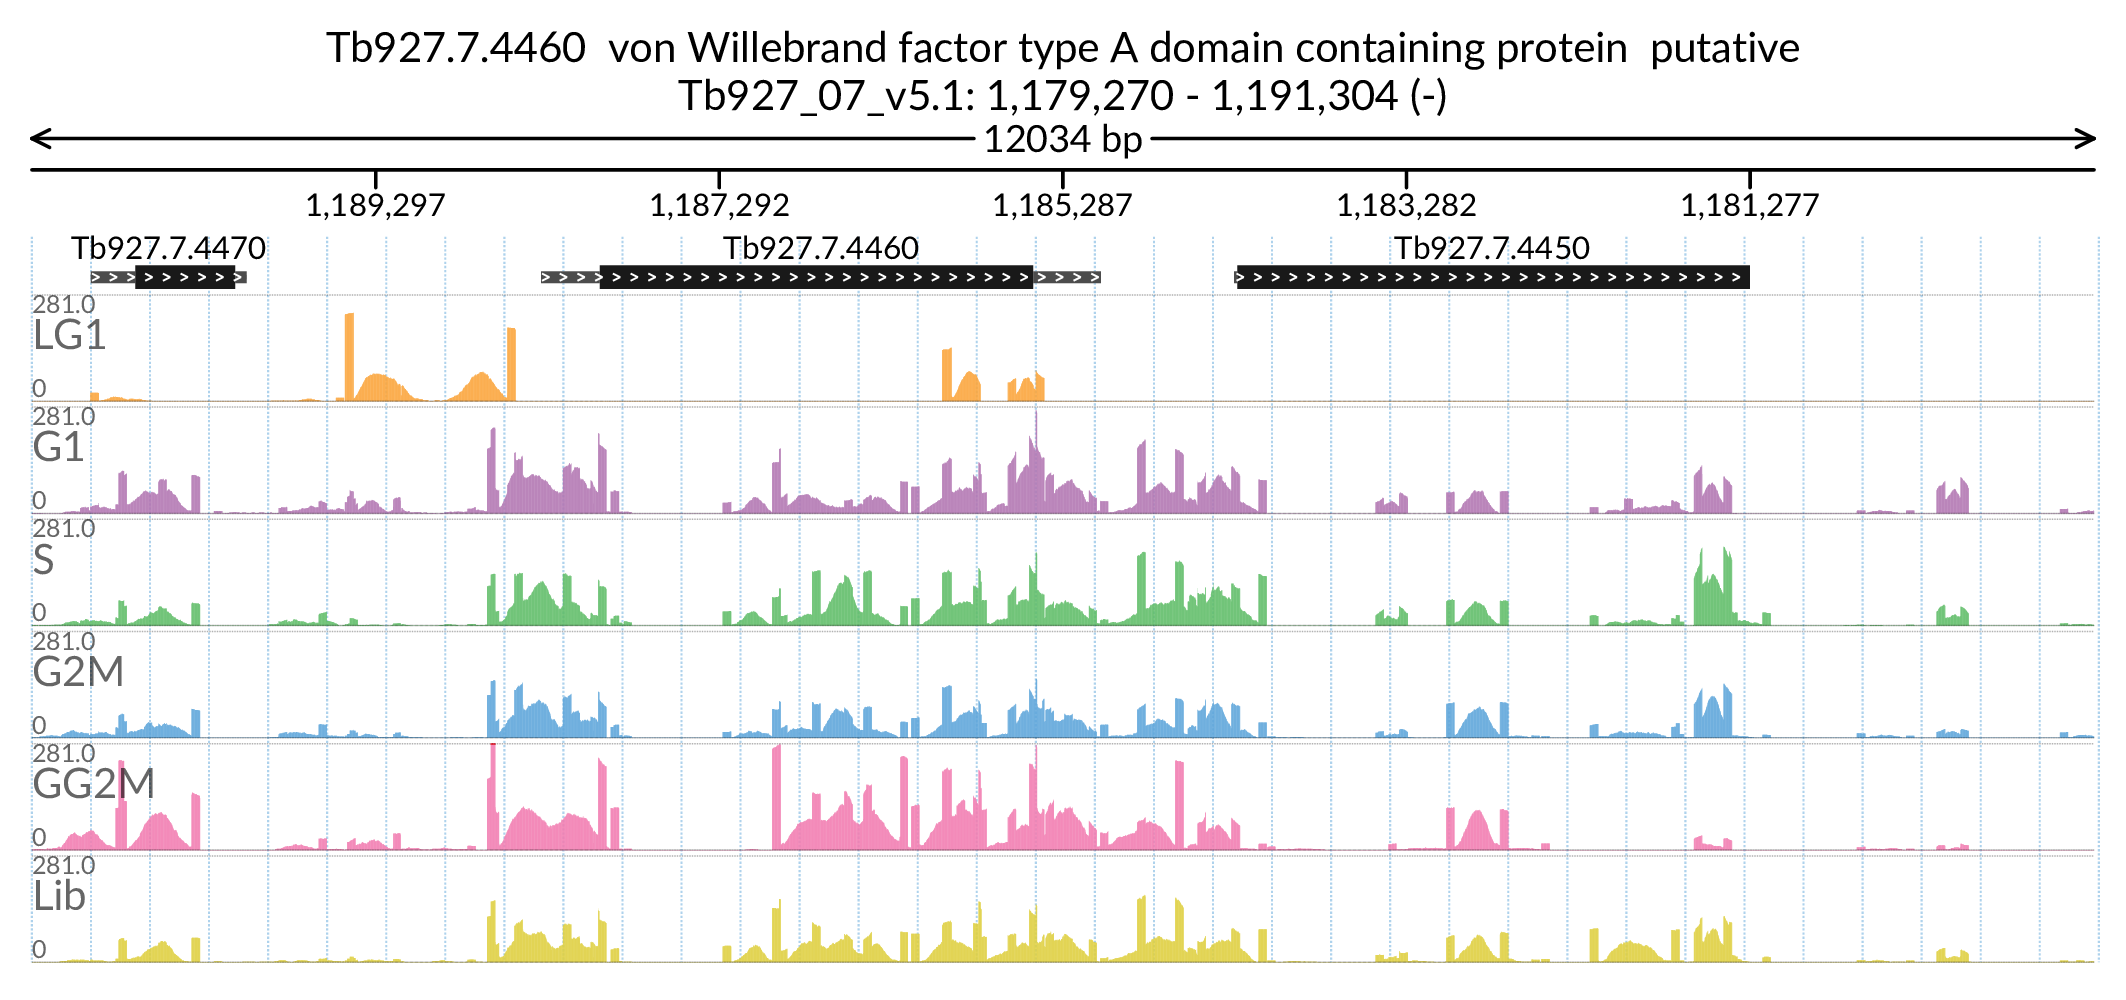 Tb927.7.4460  von Willebrand factor type A domain containing protein  putative
Tb927_07_v5.1: 1,179,270 - 1,191,304 (-)
12034 bp
1,189,297 1,187,292 1,185,287 1,183,282 1,181,277
Tb927.7.4470 Tb927.7.4460 Tb927.7.4450
281.0
LG1
0
281.0
G1
0
281.0
S
0
281.0
G2M
0
281.0
GG2M
0
281.0
Lib
0